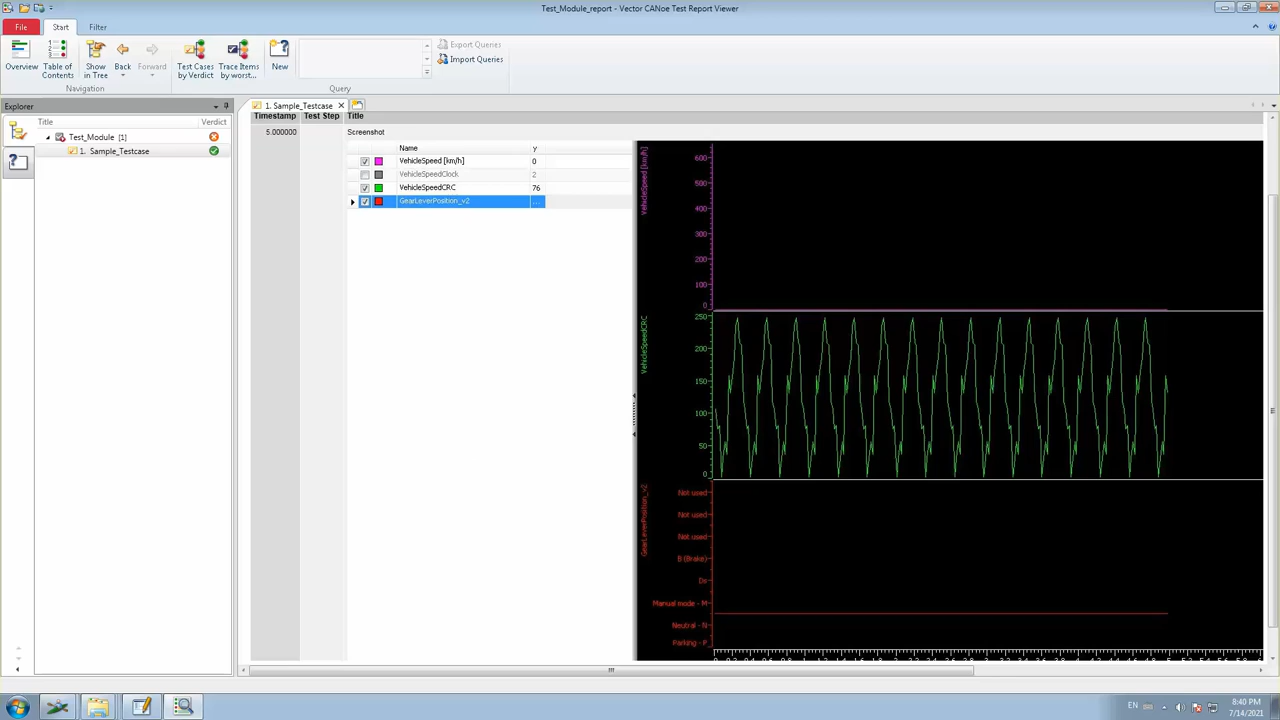 Test_Module_report - Vector CANoe Test Report Viewer
File Start Filter
Overview
Table of Contents
Show in Tree
Back
Forward
Navigation
Test Cases by Verdict
Trace Items by worst...
New
Query
Export Queries
Import Queries
Explorer
Title Verdict
Test_Module [1]
1. Sample_Testcase
1. Sample_Testcase
Timestamp Test Step Title
5.000000 Screenshot
Name y
VehicleSpeed [km/h] 0
VehicleSpeedClock 2
VehicleSpeedCRC 76
GearLeverPosition_v2 ...
VehicleSpeed [km/h]
600
500
400
300
200
100
0
VehicleSpeedCRC
250
200
150
100
50
0
GearLeverPosition_v2
Not used
Not used
Not used
B (Brake)
Ds
Manual mode - M
Neutral - N
Parking - P
EN
8:40 PM
7/14/2021